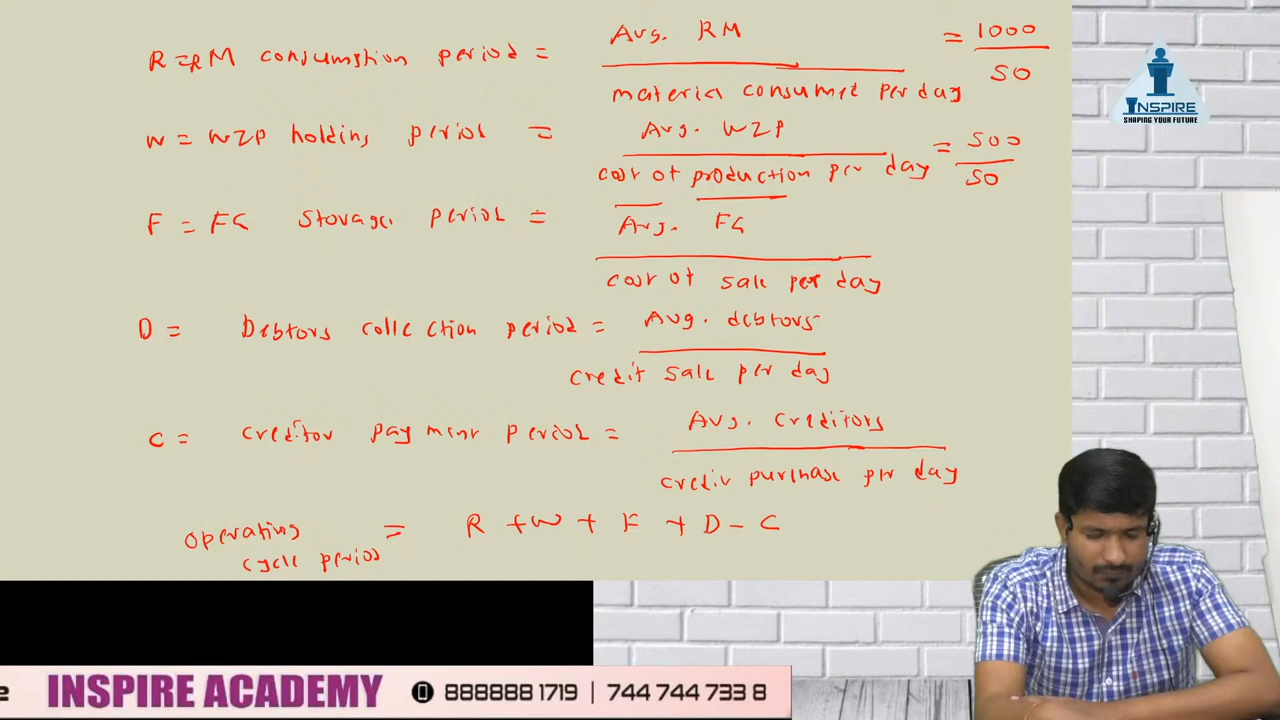 R = RM consumption period = Avg. RM / material consumed per day = 1000 / 50
W = WIP holding period = Avg. WIP / cost of production per day = 500 / 50
F = FG storage period = Avg. FG / cost of sale per day
D = Debtors collection period = Avg. debtors / credit sale per day
C = creditor payment period = Avg. creditors / credit purchase per day
operating cycle period = R + W + F + D - C
INSPIRE
SHAPING YOUR FUTURE
e INSPIRE ACADEMY 888888 1719 | 744 744 733 8